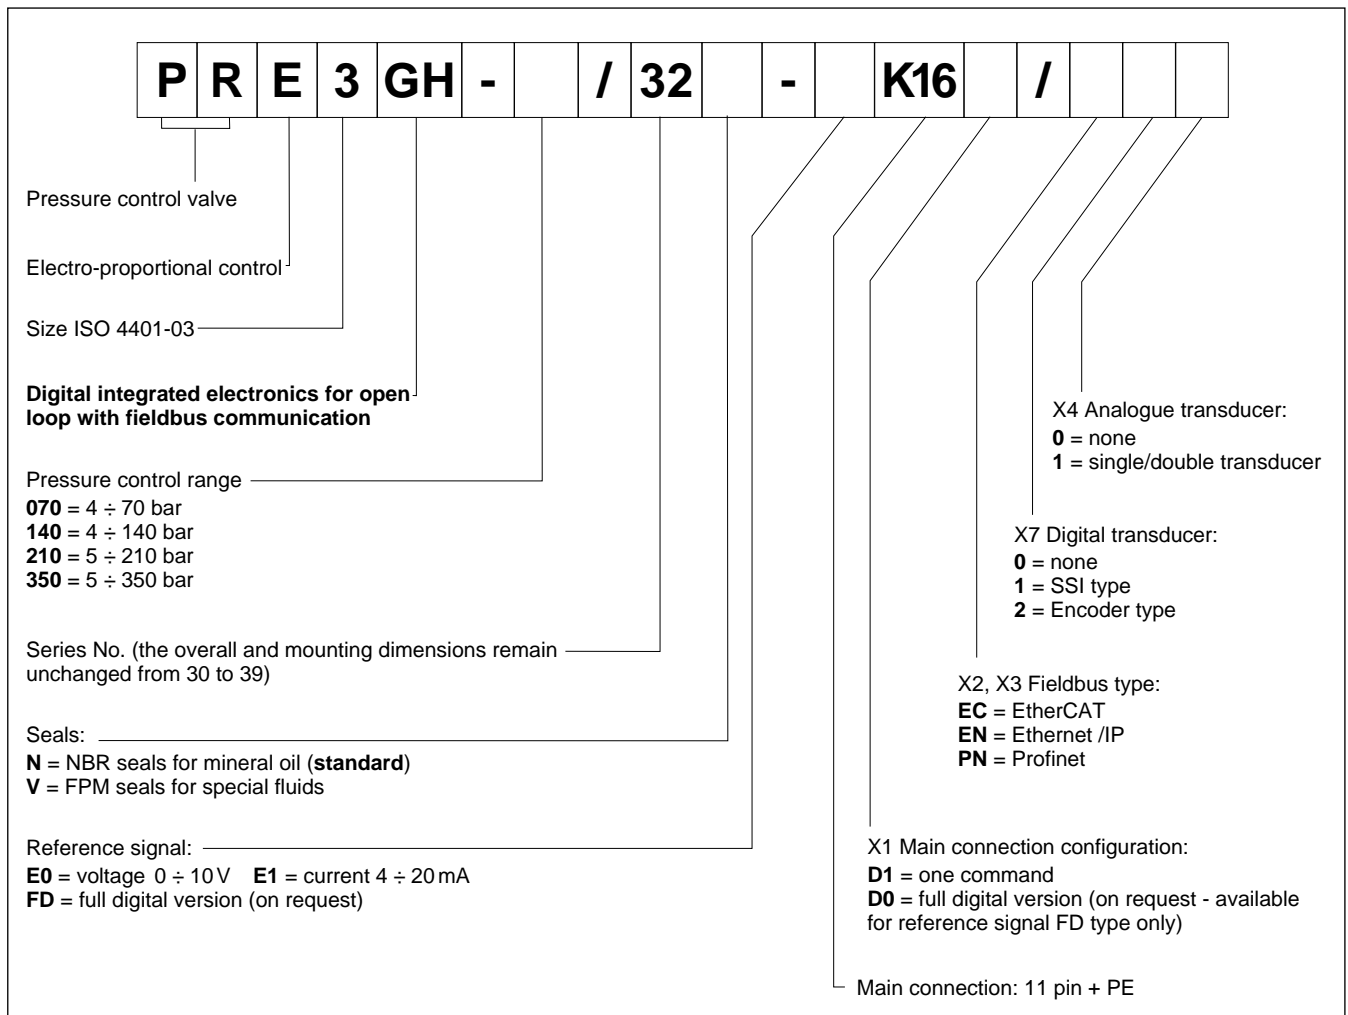 P R E 3 GH - / 32 - K16 /
Pressure control valve
Electro-proportional control
Size ISO 4401-03
Digital integrated electronics for open
loop with fieldbus communication
Pressure control range
070 = 4 ÷ 70 bar
140 = 4 ÷ 140 bar
210 = 5 ÷ 210 bar
350 = 5 ÷ 350 bar
Series No. (the overall and mounting dimensions remain
unchanged from 30 to 39)
Seals:
N = NBR seals for mineral oil (standard)
V = FPM seals for special fluids
Reference signal:
E0 = voltage 0 ÷ 10 V E1 = current 4 ÷ 20 mA
FD = full digital version (on request)
X4 Analogue transducer:
0 = none
1 = single/double transducer
X7 Digital transducer:
0 = none
1 = SSI type
2 = Encoder type
X2, X3 Fieldbus type:
EC = EtherCAT
EN = Ethernet /IP
PN = Profinet
X1 Main connection configuration:
D1 = one command
D0 = full digital version (on request - available
for reference signal FD type only)
Main connection: 11 pin + PE